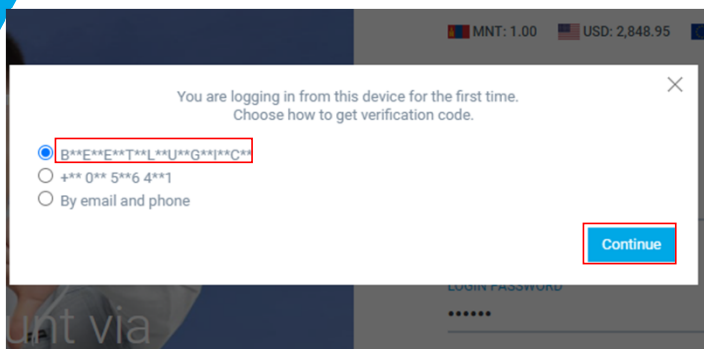 MNT: 1.00 USD: 2,848.95
You are logging in from this device for the first time.
Choose how to get verification code.
B**E**E**T**L**U**G**I**C**
+** 0** 5**6 4**1
By email and phone
Continue
LOGIN PASSWORD
••••••
unt via